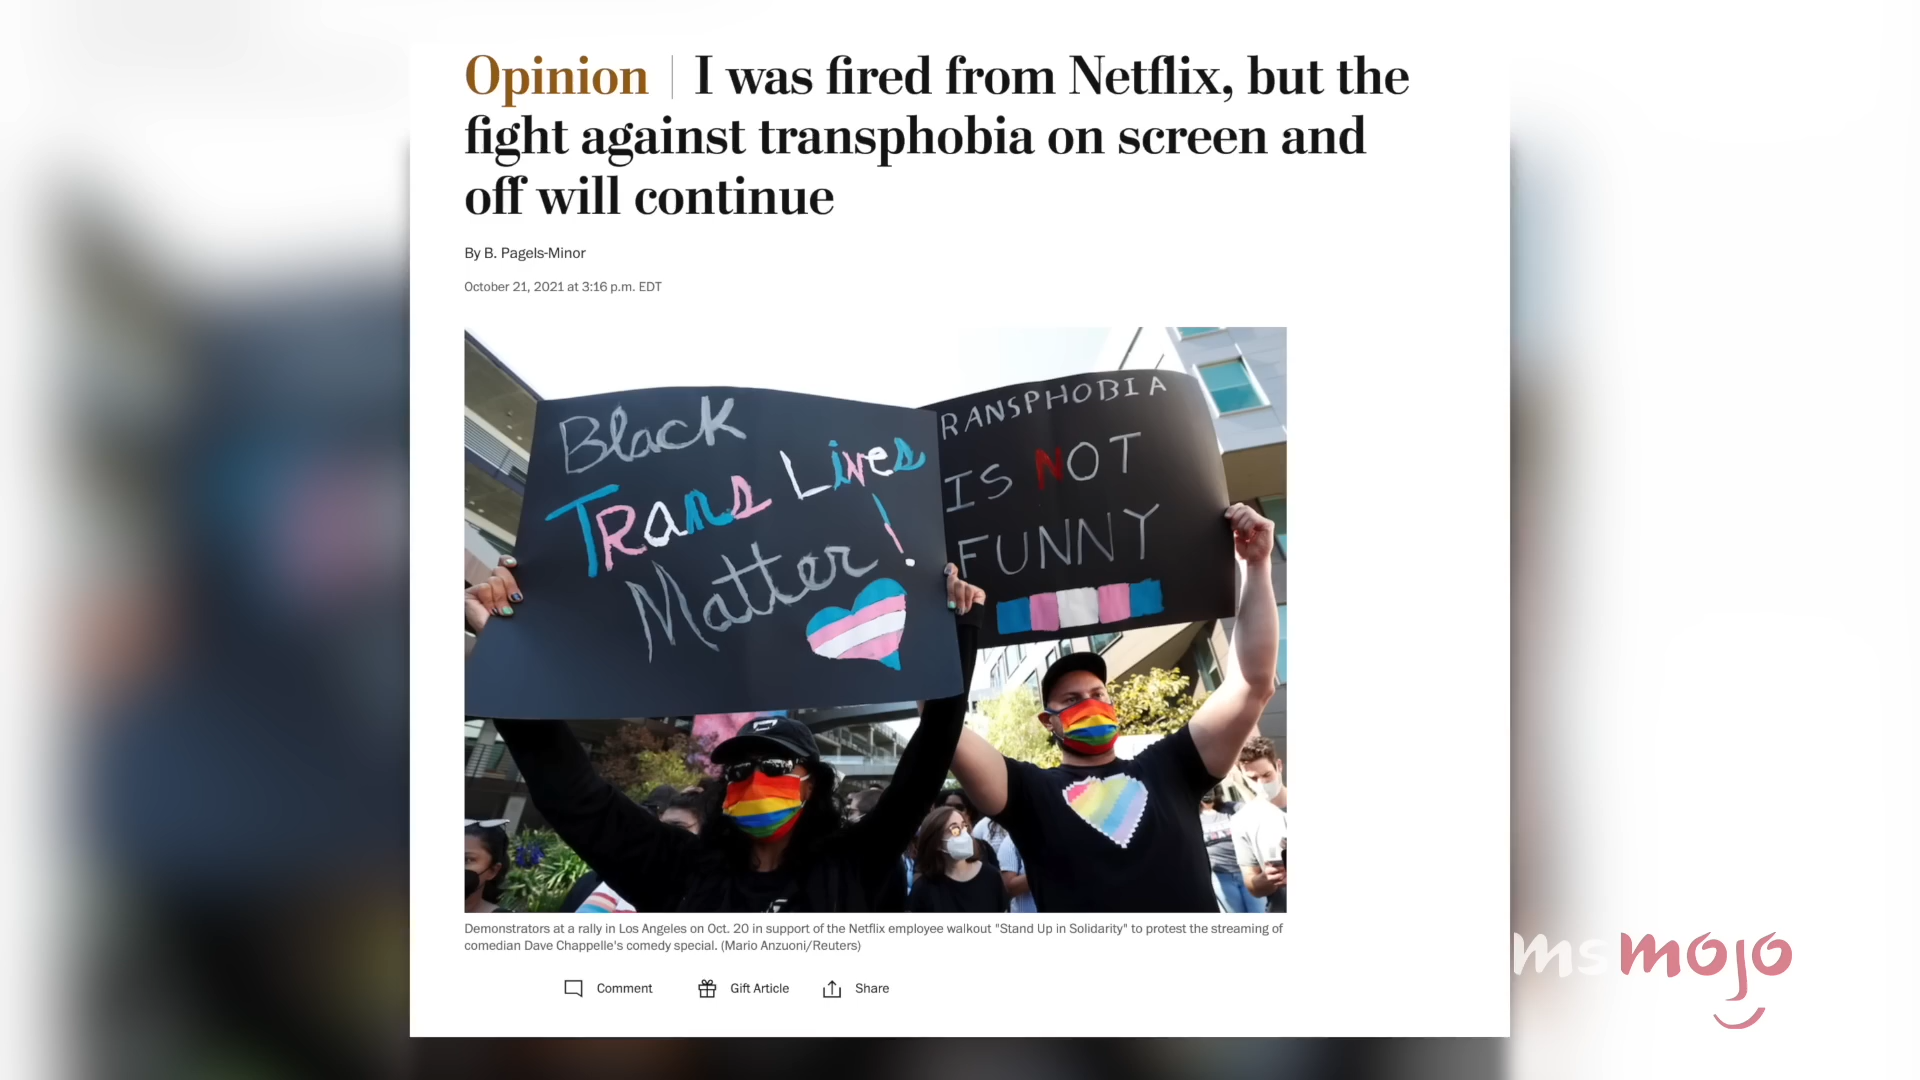 Opinion | I was fired from Netflix, but the
fight against transphobia on screen and
off will continue
By B. Pagels-Minor
October 21, 2021 at 3:16 p.m. EDT
Black
Trans Lives
Matter!
RANSPHOBIA
IS NOT
FUNNY
Demonstrators at a rally in Los Angeles on Oct. 20 in support of the Netflix employee walkout "Stand Up in Solidarity" to protest the streaming of
comedian Dave Chappelle's comedy special. (Mario Anzuoni/Reuters)
Comment
Gift Article
Share
msmojo